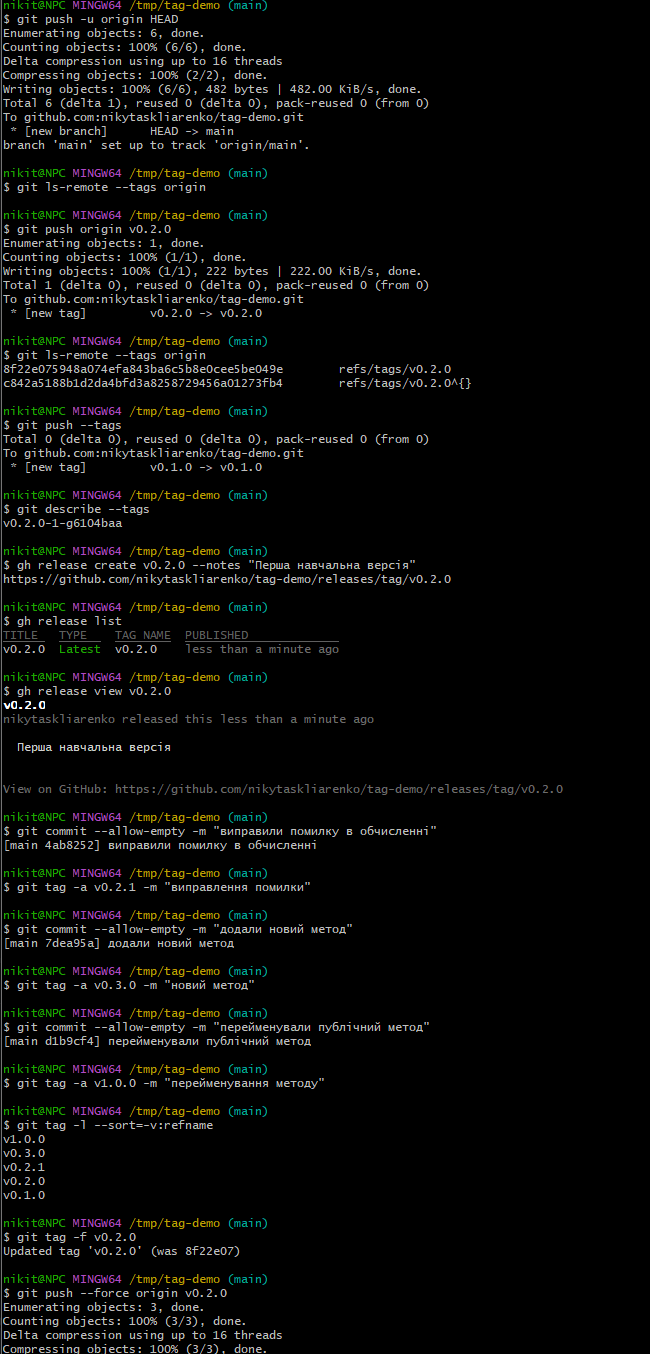 nikit@NPC MINGW64 /tmp/tag-demo (main)
$ git push -u origin HEAD
Enumerating objects: 6, done.
Counting objects: 100% (6/6), done.
Delta compression using up to 16 threads
Compressing objects: 100% (2/2), done.
Writing objects: 100% (6/6), 482 bytes | 482.00 KiB/s, done.
Total 6 (delta 1), reused 0 (delta 0), pack-reused 0 (from 0)
To github.com:nikytaskliarenko/tag-demo.git
 * [new branch]      HEAD -> main
branch 'main' set up to track 'origin/main'.
nikit@NPC MINGW64 /tmp/tag-demo (main)
$ git ls-remote --tags origin
nikit@NPC MINGW64 /tmp/tag-demo (main)
$ git push origin v0.2.0
Enumerating objects: 1, done.
Counting objects: 100% (1/1), done.
Writing objects: 100% (1/1), 222 bytes | 222.00 KiB/s, done.
Total 1 (delta 0), reused 0 (delta 0), pack-reused 0 (from 0)
To github.com:nikytaskliarenko/tag-demo.git
 * [new tag]         v0.2.0 -> v0.2.0
nikit@NPC MINGW64 /tmp/tag-demo (main)
$ git ls-remote --tags origin
8f22e075948a074efa843ba6c5b8e0cee5be049e        refs/tags/v0.2.0
c842a5188b1d2da4bfd3a8258729456a01273fb4        refs/tags/v0.2.0^{}
nikit@NPC MINGW64 /tmp/tag-demo (main)
$ git push --tags
Total 0 (delta 0), reused 0 (delta 0), pack-reused 0 (from 0)
To github.com:nikytaskliarenko/tag-demo.git
 * [new tag]         v0.1.0 -> v0.1.0
nikit@NPC MINGW64 /tmp/tag-demo (main)
$ git describe --tags
v0.2.0-1-g6104baa
nikit@NPC MINGW64 /tmp/tag-demo (main)
$ gh release create v0.2.0 --notes "Перша навчальна версія"
https://github.com/nikytaskliarenko/tag-demo/releases/tag/v0.2.0
nikit@NPC MINGW64 /tmp/tag-demo (main)
$ gh release list
TITLE   TYPE    TAG NAME  PUBLISHED
v0.2.0  Latest  v0.2.0    less than a minute ago
nikit@NPC MINGW64 /tmp/tag-demo (main)
$ gh release view v0.2.0
v0.2.0
nikytaskliarenko released this less than a minute ago
  Перша навчальна версія
View on GitHub: https://github.com/nikytaskliarenko/tag-demo/releases/tag/v0.2.0
nikit@NPC MINGW64 /tmp/tag-demo (main)
$ git commit --allow-empty -m "виправили помилку в обчисленні"
[main 4ab8252] виправили помилку в обчисленні
nikit@NPC MINGW64 /tmp/tag-demo (main)
$ git tag -a v0.2.1 -m "виправлення помилки"
nikit@NPC MINGW64 /tmp/tag-demo (main)
$ git commit --allow-empty -m "додали новий метод"
[main 7dea95a] додали новий метод
nikit@NPC MINGW64 /tmp/tag-demo (main)
$ git tag -a v0.3.0 -m "новий метод"
nikit@NPC MINGW64 /tmp/tag-demo (main)
$ git commit --allow-empty -m "перейменували публічний метод"
[main d1b9cf4] перейменували публічний метод
nikit@NPC MINGW64 /tmp/tag-demo (main)
$ git tag -a v1.0.0 -m "перейменування методу"
nikit@NPC MINGW64 /tmp/tag-demo (main)
$ git tag -l --sort=-v:refname
v1.0.0
v0.3.0
v0.2.1
v0.2.0
v0.1.0
nikit@NPC MINGW64 /tmp/tag-demo (main)
$ git tag -f v0.2.0
Updated tag 'v0.2.0' (was 8f22e07)
nikit@NPC MINGW64 /tmp/tag-demo (main)
$ git push --force origin v0.2.0
Enumerating objects: 3, done.
Counting objects: 100% (3/3), done.
Delta compression using up to 16 threads
Compressing objects: 100% (3/3), done.